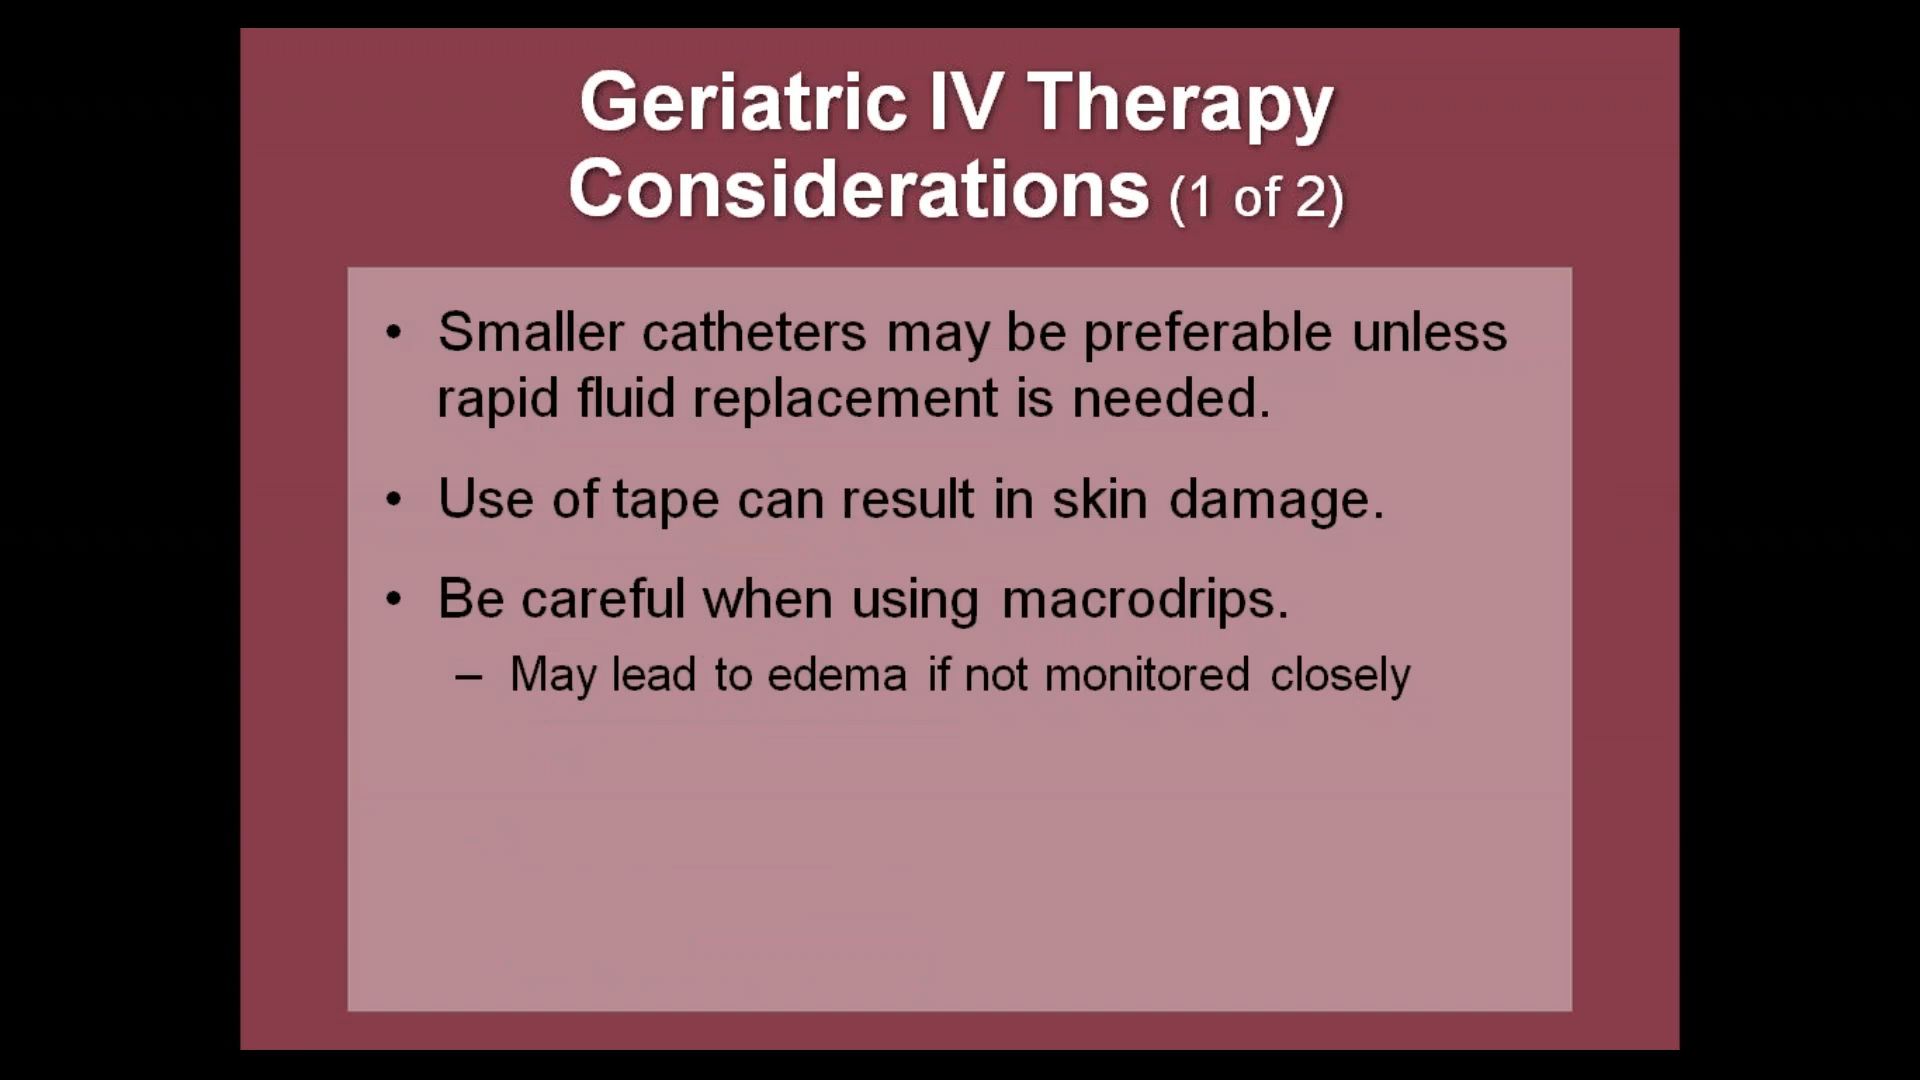 Geriatric IV Therapy
Considerations (1 of 2)
• Smaller catheters may be preferable unless
rapid fluid replacement is needed.
• Use of tape can result in skin damage.
• Be careful when using macrodrips.
– May lead to edema if not monitored closely